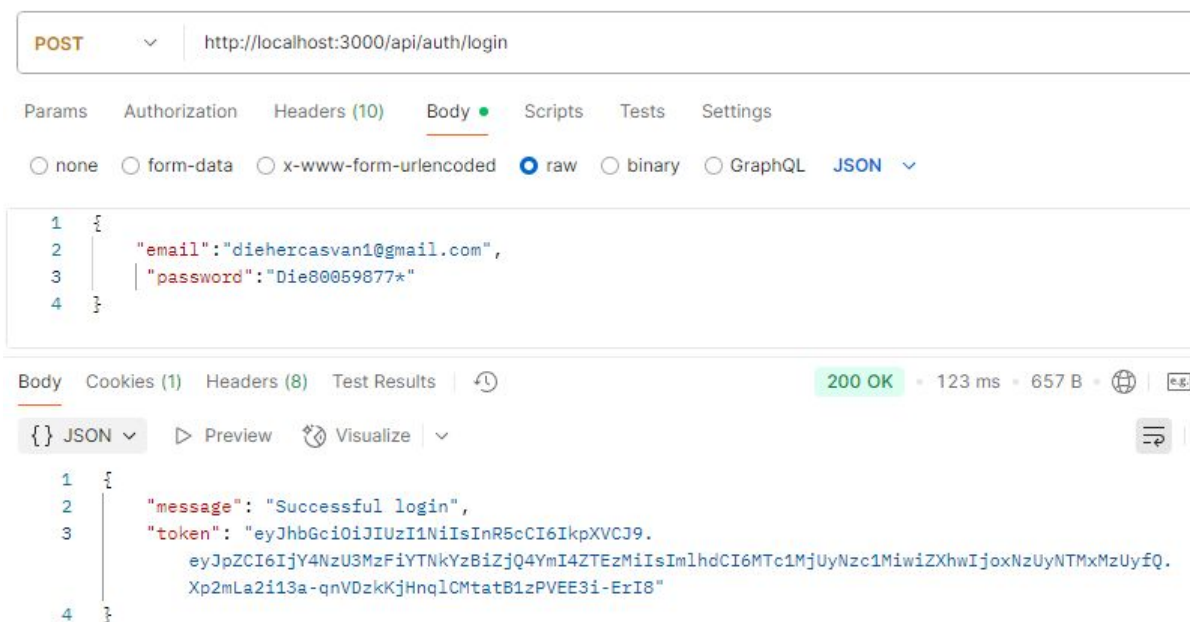 POST http://localhost:3000/api/auth/login
Params Authorization Headers (10) Body Scripts Tests Settings
none form-data x-www-form-urlencoded raw binary GraphQL JSON
1 {
2 "email":"diehercasvan1@gmail.com",
3 "password":"Die80059877*"
4 }
Body Cookies (1) Headers (8) Test Results 200 OK 123 ms 657 B e.g.
{} JSON Preview Visualize
1 {
2 "message": "Successful login",
3 "token": "eyJhbGciOiJIUzI1NiIsInR5cCI6IkpXVCJ9.
eyJpZCI6IjY4NzU3MzFiYTNkYzBiZjQ4YmI4ZTEzMiIsImlhdCI6MTc1MjUyNzc1MiwiZXhwIjoxNzUyNTMxMzUyfQ.
Xp2mLa2i13a-qnVDzkKjHnqlCMtatB1zPVEE3i-ErI8"
4 }